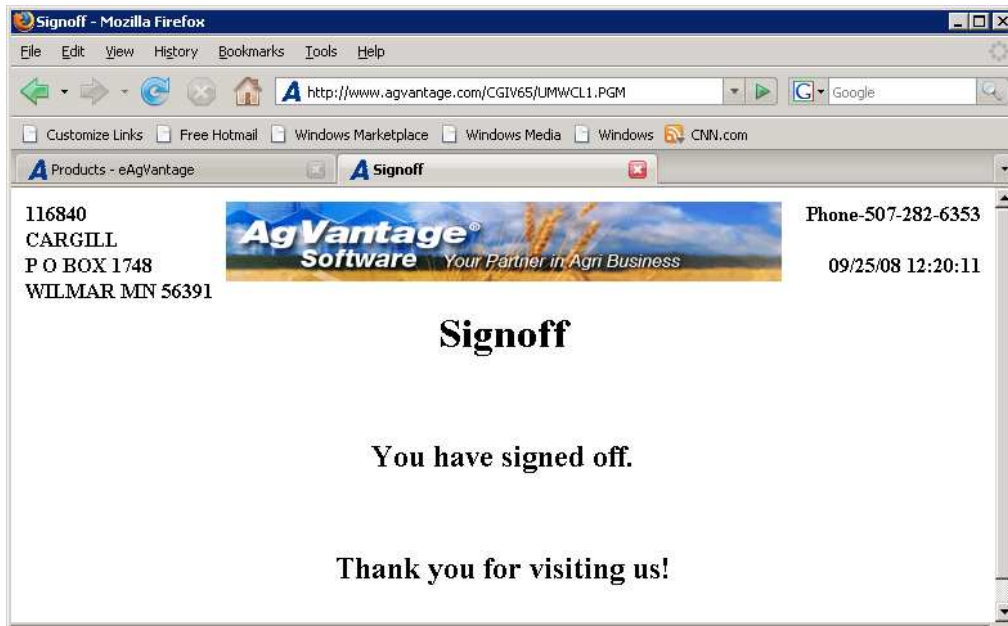 Signoff - Mozilla Firefox
File Edit View History Bookmarks Tools Help
http://www.agvantage.com/CGIV65/UMWCL1.PGM
G Google
Customize Links Free Hotmail Windows Marketplace Windows Media Windows CNN.com
A Products - eAgVantage
A Signoff
116840
CARGILL
P O BOX 1748
WILMAR MN 56391
AgVantage®
Software Your Partner in Agri Business
Phone-507-282-6353
09/25/08 12:20:11
Signoff
You have signed off.
Thank you for visiting us!